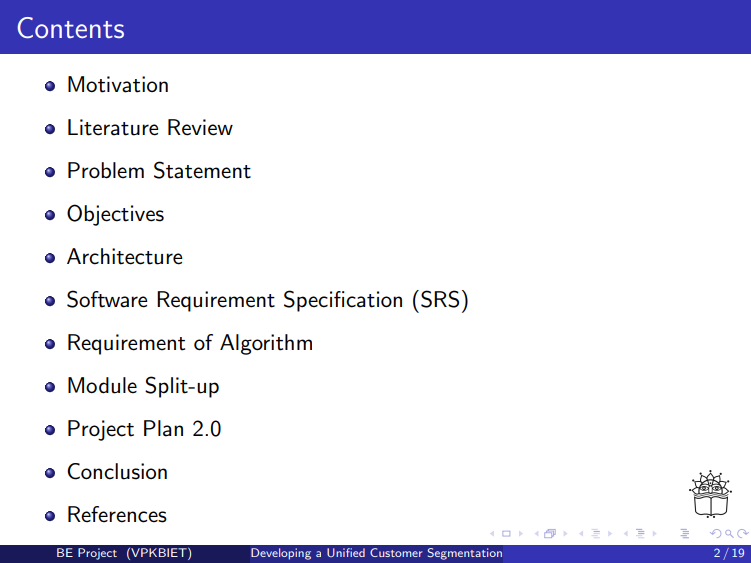 Contents
Motivation
Literature Review
Problem Statement
Objectives
Architecture
Software Requirement Specification (SRS)
Requirement of Algorithm
Module Split-up
Project Plan 2.0
Conclusion
References
BE Project (VPKBIET) Developing a Unified Customer Segmentation 2 / 19